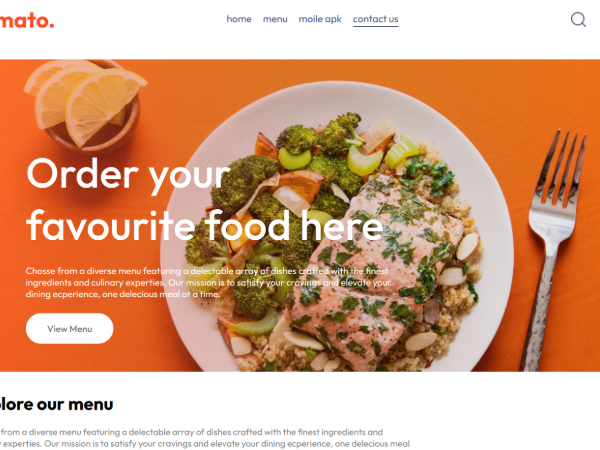 mato.
home menu moile apk contact us
Order your
favourite food here
Chosse from a diverse menu featuring a delectable array of dishes crafted with the finest
ingredients and culinary experties. Our mission is to satisfy your cravings and elevate your
dining ecperience, one delecious meal at a time.
View Menu
lore our menu
from a diverse menu featuring a delectable array of dishes crafted with the finest ingredients and
experties. Our mission is to satisfy your cravings and elevate your dining ecperience, one delecious meal